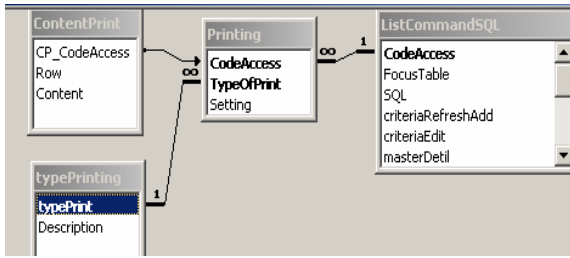 ContentPrint
CP_CodeAccess
Row
Content
Printing
CodeAccess
TypeOfPrint
Setting
∞
∞
1
ListCommandSQL
CodeAccess
FocusTable
SQL
criteriaRefreshAdd
criteriaEdit
masterDetil
typePrinting
typePrint
Description
1